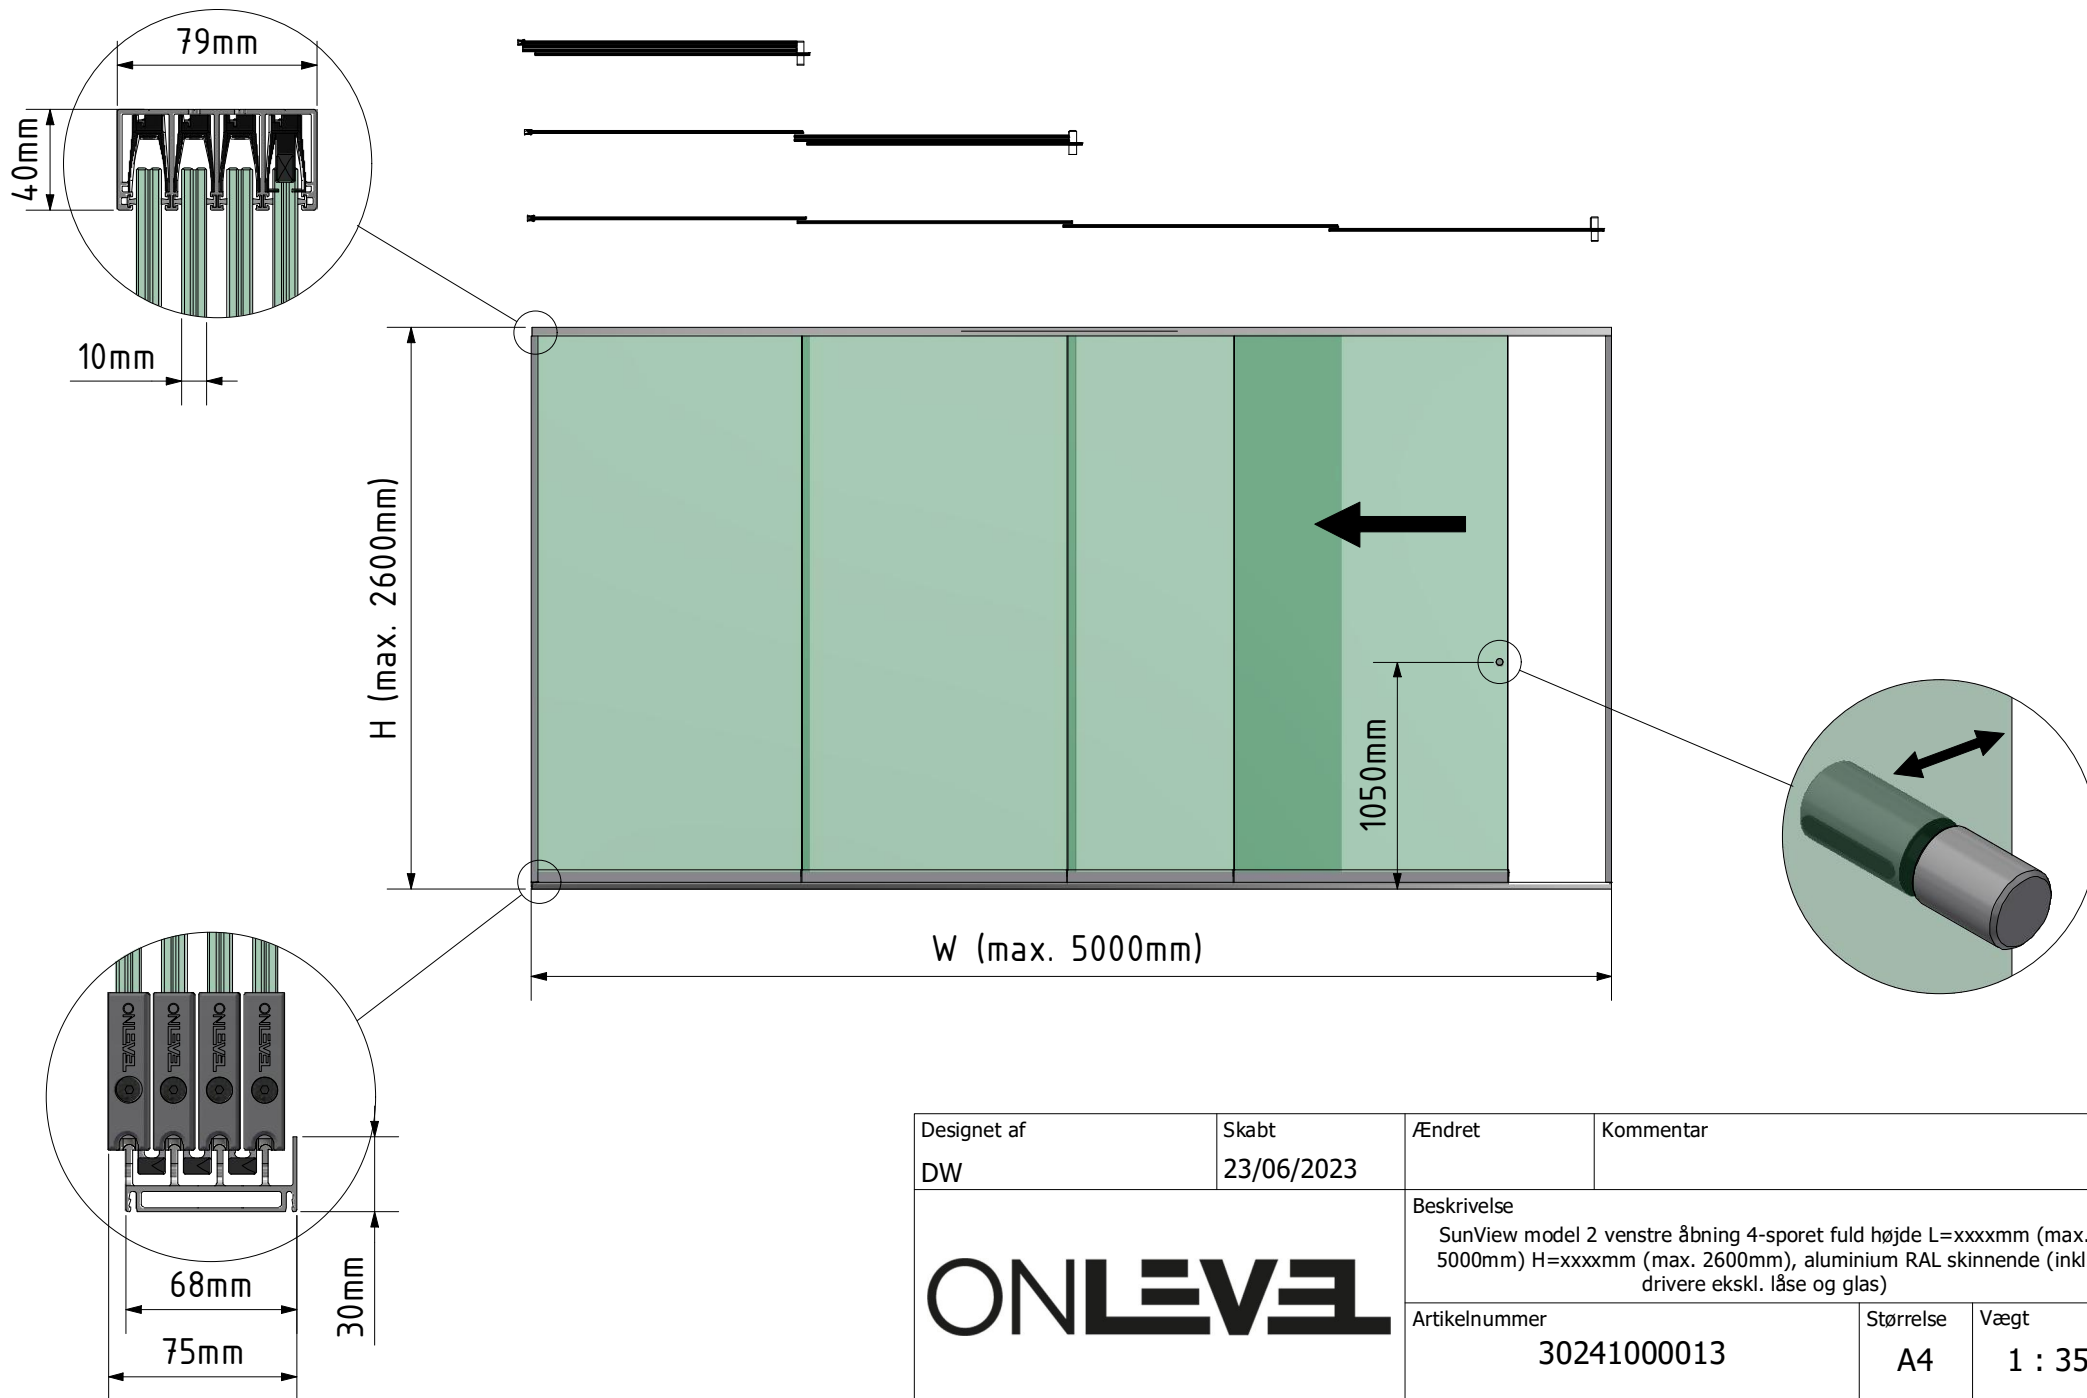 79mm
40mm
10mm
H (max. 2600mm)
1050mm
W (max. 5000mm)
ONLEVEL
ONLEVEL
ONLEVEL
ONLEVEL
30mm
68mm
75mm
Designet af
DW
Skabt
23/06/2023
Ændret
Kommentar
ONLEVEL
Beskrivelse
SunView model 2 venstre åbning 4-sporet fuld højde L=xxxxmm (max.
5000mm) H=xxxxmm (max. 2600mm), aluminium RAL skinnende (inkl
drivere ekskl. låse og glas)
Artikelnummer
30241000013
Størrelse
A4
Vægt
1 : 35